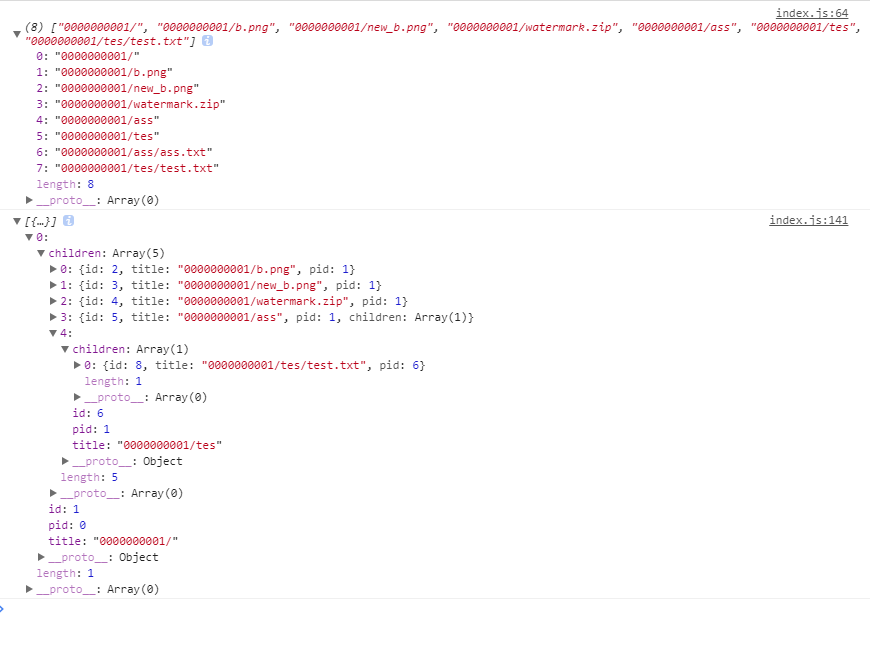 index.js:64
(8) ["0000000001/", "0000000001/b.png", "0000000001/new_b.png", "0000000001/watermark.zip", "0000000001/ass", "0000000001/tes",
"0000000001/tes/test.txt"] i
0: "0000000001/"
1: "0000000001/b.png"
2: "0000000001/new_b.png"
3: "0000000001/watermark.zip"
4: "0000000001/ass"
5: "0000000001/tes"
6: "0000000001/ass/ass.txt"
7: "0000000001/tes/test.txt"
length: 8
__proto__: Array(0)
[{…}] i index.js:141
0:
children: Array(5)
0: {id: 2, title: "0000000001/b.png", pid: 1}
1: {id: 3, title: "0000000001/new_b.png", pid: 1}
2: {id: 4, title: "0000000001/watermark.zip", pid: 1}
3: {id: 5, title: "0000000001/ass", pid: 1, children: Array(1)}
4:
children: Array(1)
0: {id: 8, title: "0000000001/tes/test.txt", pid: 6}
length: 1
__proto__: Array(0)
id: 6
pid: 1
title: "0000000001/tes"
__proto__: Object
length: 5
__proto__: Array(0)
id: 1
pid: 0
title: "0000000001/"
__proto__: Object
length: 1
__proto__: Array(0)